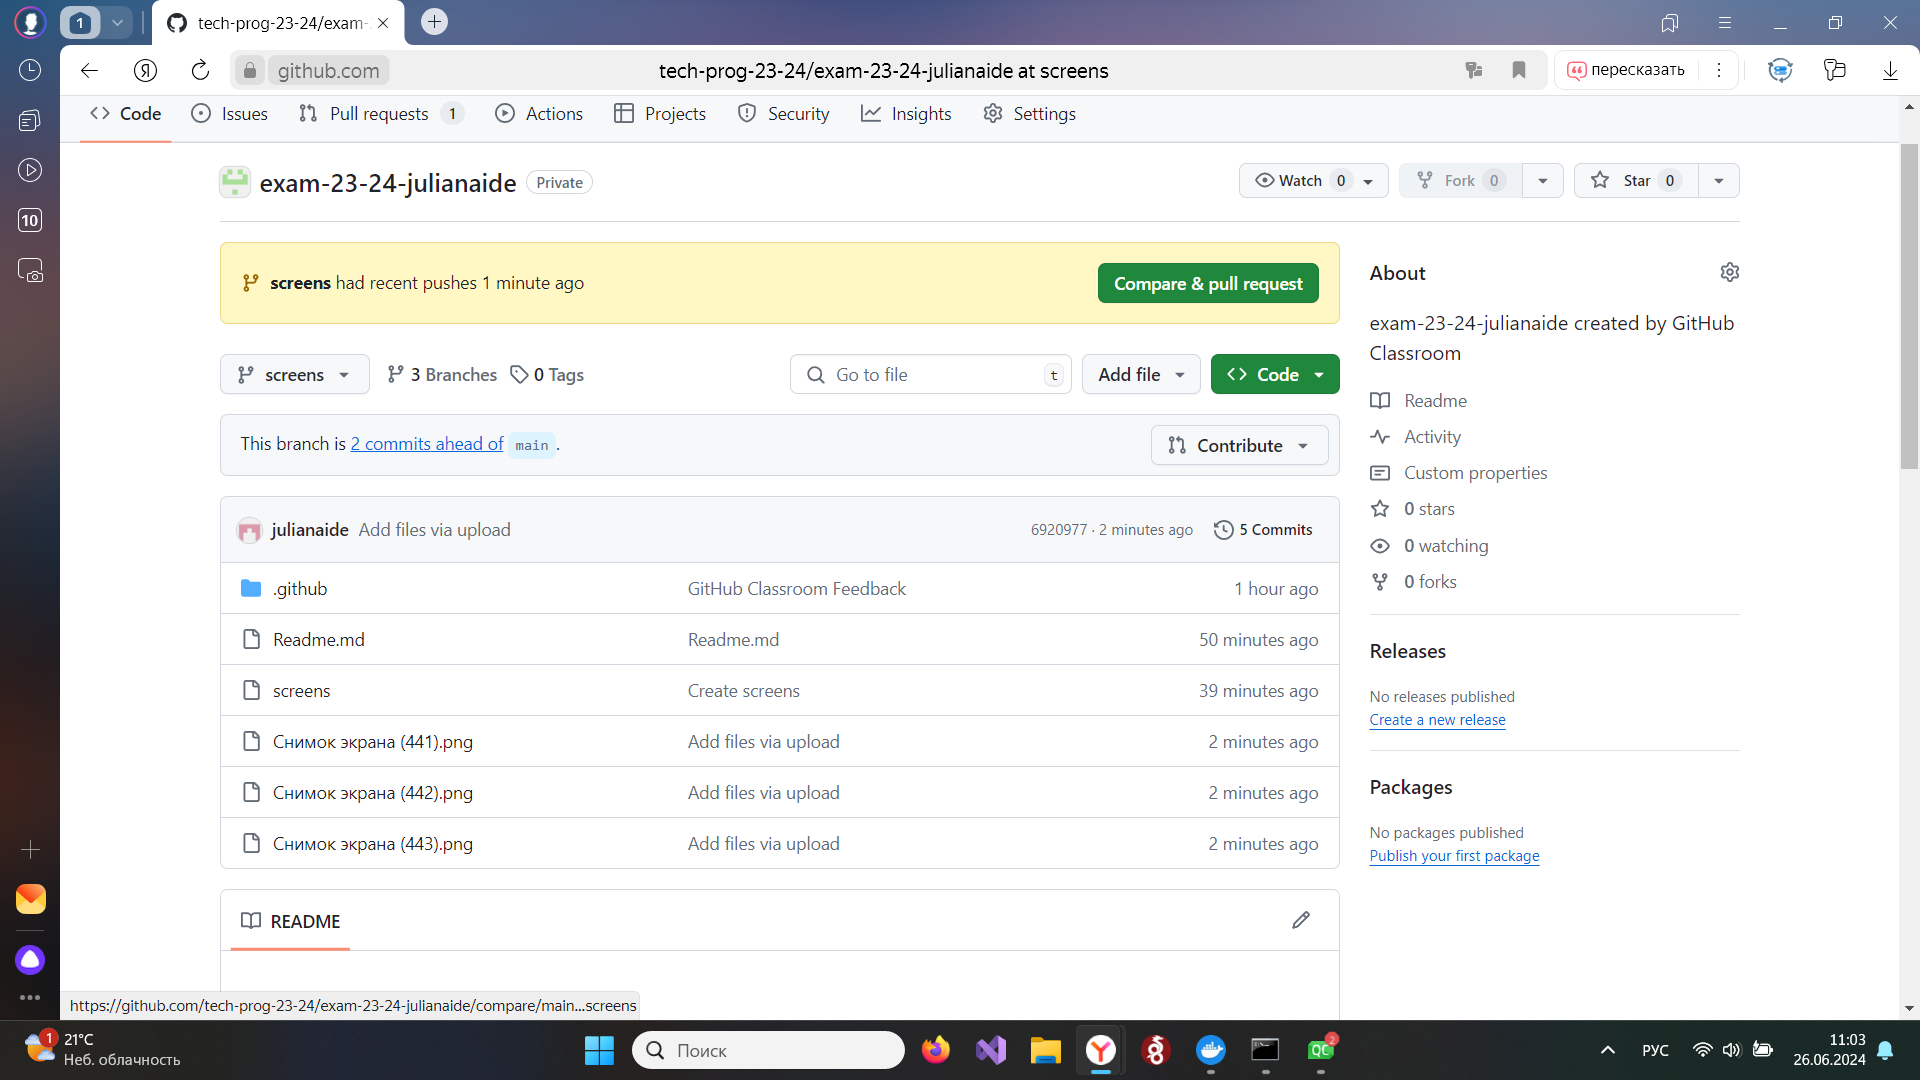 1
tech-prog-23-24/exam-
github.com
tech-prog-23-24/exam-23-24-julianaide at screens
пересказать
Code
Issues
Pull requests 1
Actions
Projects
Security
Insights
Settings
10
exam-23-24-julianaide
Private
Watch 0
Fork 0
Star 0
screens had recent pushes 1 minute ago
Compare & pull request
screens
3 Branches
0 Tags
Go to file
t
Add file
Code
This branch is 2 commits ahead of main .
Contribute
julianaide Add files via upload
6920977 · 2 minutes ago
5 Commits
.github GitHub Classroom Feedback 1 hour ago
Readme.md Readme.md 50 minutes ago
screens Create screens 39 minutes ago
Снимок экрана (441).png Add files via upload 2 minutes ago
Снимок экрана (442).png Add files via upload 2 minutes ago
Снимок экрана (443).png Add files via upload 2 minutes ago
README
About
exam-23-24-julianaide created by GitHub
Classroom
Readme
Activity
Custom properties
0 stars
0 watching
0 forks
Releases
No releases published
Create a new release
Packages
No packages published
Publish your first package
https://github.com/tech-prog-23-24/exam-23-24-julianaide/compare/main...screens
1
21°C
Неб. облачность
Поиск
QC
2
РУС
11:03
26.06.2024